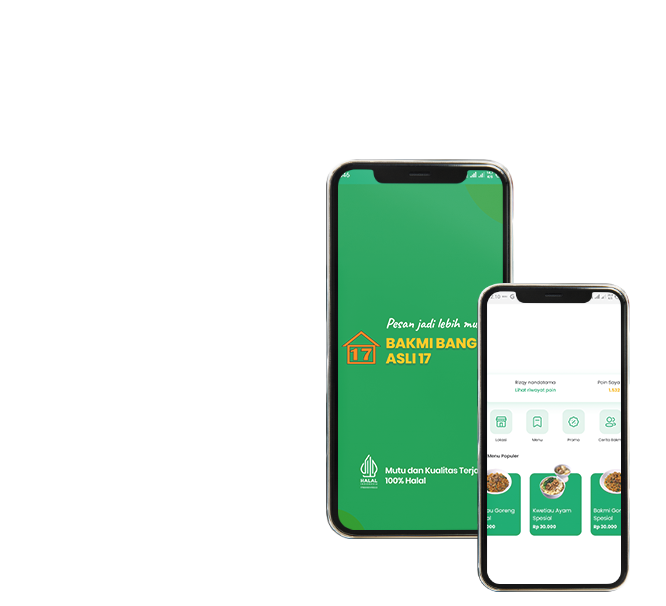 Pesan jadi lebih mu
17
BAKMI BANG
ASLI 17
HALAL
Mutu dan Kualitas Terja
100% Halal
Rizqy nandatama
Poin Saya
Lihat riwayat poin
Lokasi
Menu
Promo
Cerita Bakmi
Menu Populer
au Goreng
Kwetiau Ayam
Bakmi Gor
Spesial
Spesial
000
Rp 30.000
Rp 30.000